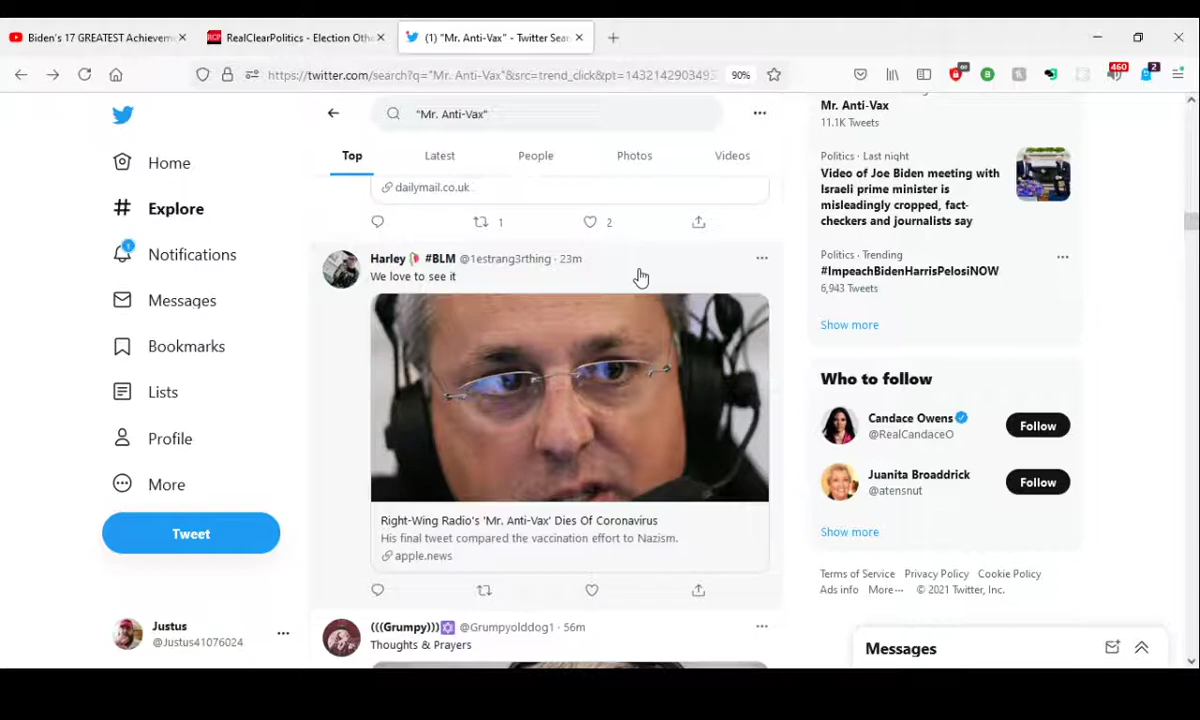 Biden's 17 GREATEST Achievem
RealClearPolitics - Election Oth
(1) "Mr. Anti-Vax" - Twitter Sea
https://twitter.com/search?q="Mr. Anti-Vax"&src=trend_click&pt=143214290349
90%
460
2
"Mr. Anti-Vax"
Top
Latest
People
Photos
Videos
Home
Explore
Notifications
1
Messages
Bookmarks
Lists
Profile
More
Tweet
Justus
@Justus41076024
dailymail.co.uk
1
2
Harley #BLM @1estrang3rthing · 23m
We love to see it
Right-Wing Radio's 'Mr. Anti-Vax' Dies Of Coronavirus
His final tweet compared the vaccination effort to Nazism.
apple.news
(((Grumpy))) @Grumpyolddog1 · 56m
Thoughts & Prayers
Mr. Anti-Vax
11.1K Tweets
Politics · Last night
Video of Joe Biden meeting with
Israeli prime minister is
misleadingly cropped, fact-
checkers and journalists say
Politics · Trending
#ImpeachBidenHarrisPelosiNOW
6,943 Tweets
Show more
Who to follow
Candace Owens
@RealCandaceO
Follow
Juanita Broaddrick
@atensnut
Follow
Show more
Terms of Service Privacy Policy Cookie Policy
Ads info More ··· © 2021 Twitter, Inc.
Messages